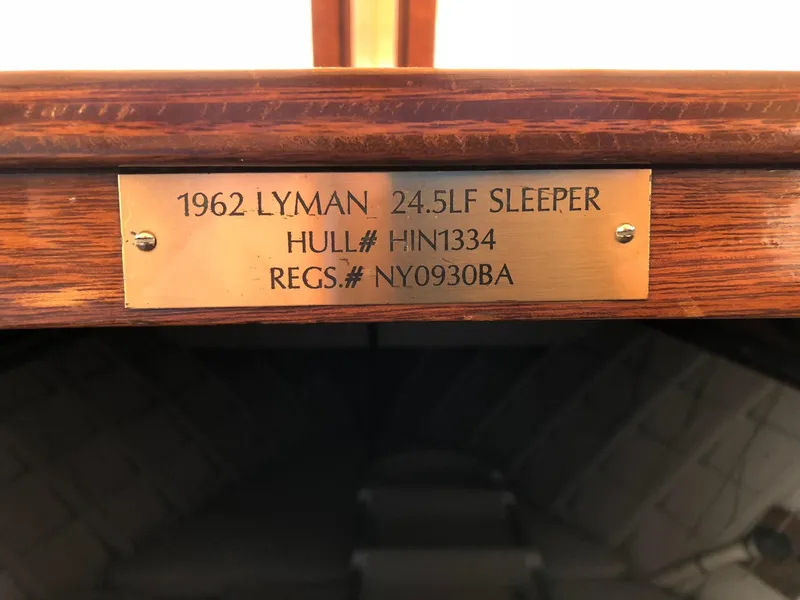 1962 LYMAN 24.5LF SLEEPER
HULL# HIN1334
REGS.# NY0930BA